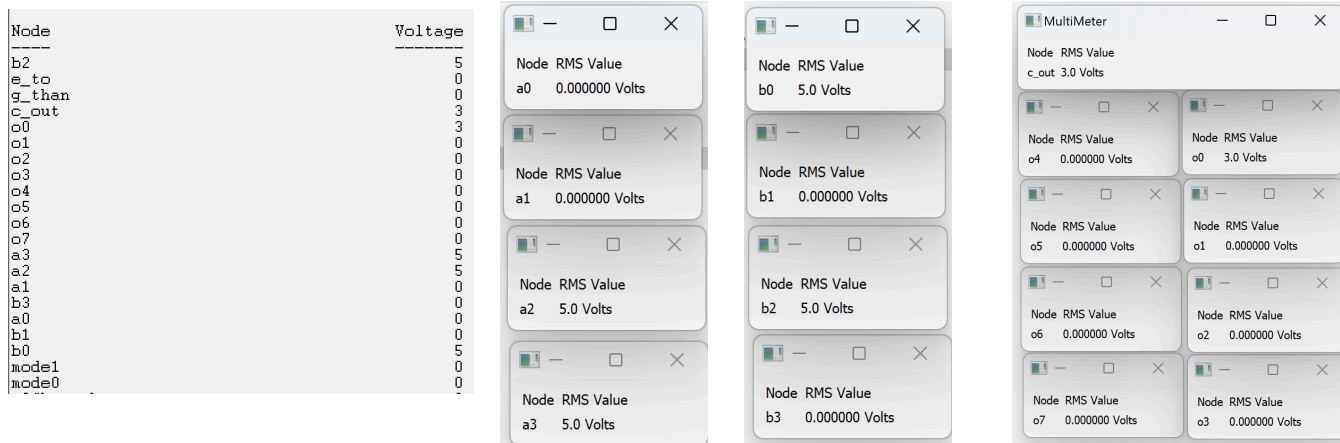 Node Voltage
---- -------
b2 5
e_to 0
g_than 0
c_out 3
o0 3
o1 0
o2 0
o3 0
o4 0
o5 0
o6 0
o7 0
a3 5
a2 5
a1 0
b3 0
a0 0
b1 0
b0 5
mode1 0
mode0 0
Node RMS Value
a0 0.000000 Volts
Node RMS Value
a1 0.000000 Volts
Node RMS Value
a2 5.0 Volts
Node RMS Value
a3 5.0 Volts
Node RMS Value
b0 5.0 Volts
Node RMS Value
b1 0.000000 Volts
Node RMS Value
b2 5.0 Volts
Node RMS Value
b3 0.000000 Volts
MultiMeter
Node RMS Value
c_out 3.0 Volts
Node RMS Value
o4 0.000000 Volts
Node RMS Value
o0 3.0 Volts
Node RMS Value
o5 0.000000 Volts
Node RMS Value
o1 0.000000 Volts
Node RMS Value
o6 0.000000 Volts
Node RMS Value
o2 0.000000 Volts
Node RMS Value
o7 0.000000 Volts
Node RMS Value
o3 0.000000 Volts